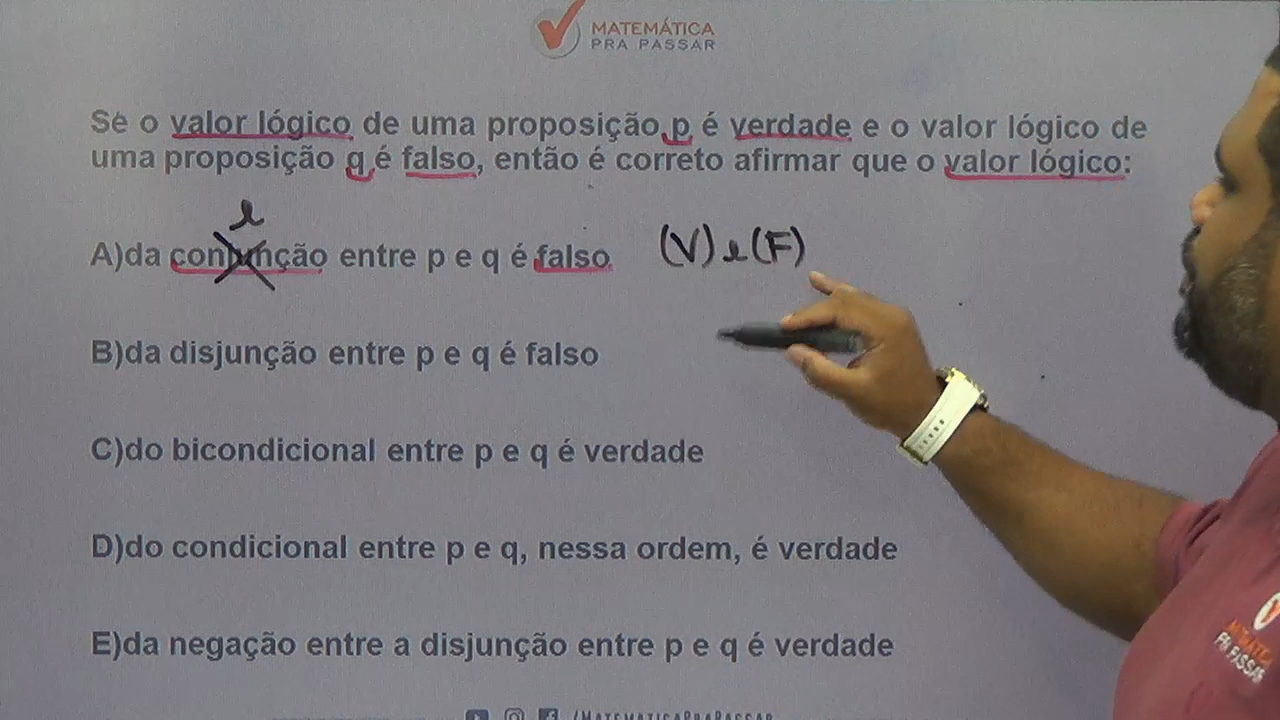 MATEMÁTICA
PRA PASSAR
Se o valor lógico de uma proposição p é verdade e o valor lógico de
uma proposição q é falso, então é correto afirmar que o valor lógico:
e
A)da conjunção entre p e q é falso (V) e (F)
B)da disjunção entre p e q é falso
C)do bicondicional entre p e q é verdade
D)do condicional entre p e q, nessa ordem, é verdade
E)da negação entre a disjunção entre p e q é verdade
/MATEMATICAPRAPASSAR
PRA PASSAR